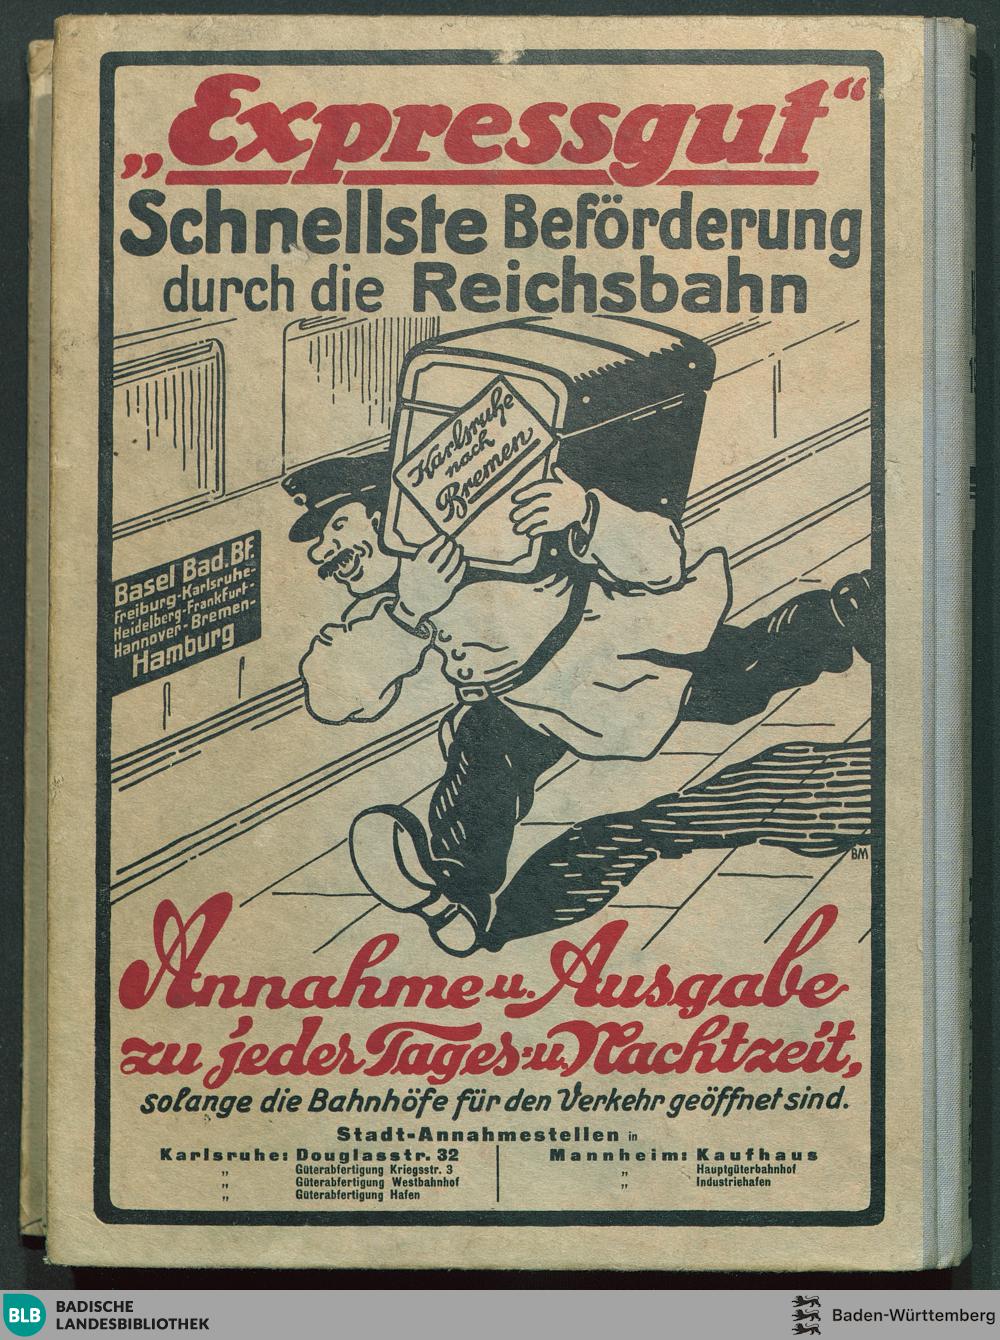 „Expressgut“
Schnellste Beförderung
durch die Reichsbahn
Karlsruhe
nach
Bremen
Basel Bad. Bf.
Freiburg-Karlsruhe-
Heidelberg-Frankfurt-
Hannover-Bremen-
Hamburg
BM
Annahme u. Ausgabe
zu jeder Tages-u. Nachtzeit,
solange die Bahnhöfe für den Verkehr geöffnet sind.
Stadt-Annahmestellen in
Karlsruhe: Douglasstr. 32
„ Güterabfertigung Kriegsstr. 3
„ Güterabfertigung Westbahnhof
„ Güterabfertigung Hafen
Mannheim: Kaufhaus
„ Hauptgüterbahnhof
„ Industriehafen
BLB
BADISCHE
LANDESBIBLIOTHEK
Baden-Württemberg